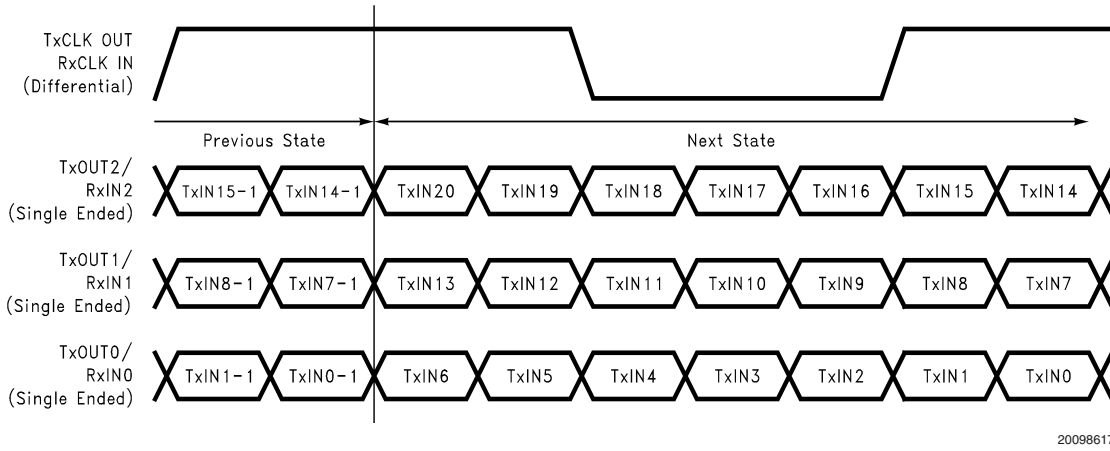 TxCLK OUT
RxCLK IN
(Differential)
Previous State
Next State
TxOUT2/
RxIN2
(Single Ended)
TxIN15-1 TxIN14-1 TxIN20 TxIN19 TxIN18 TxIN17 TxIN16 TxIN15 TxIN14
TxOUT1/
RxIN1
(Single Ended)
TxIN8-1 TxIN7-1 TxIN13 TxIN12 TxIN11 TxIN10 TxIN9 TxIN8 TxIN7
TxOUT0/
RxIN0
(Single Ended)
TxIN1-1 TxIN0-1 TxIN6 TxIN5 TxIN4 TxIN3 TxIN2 TxIN1 TxIN0
20098617